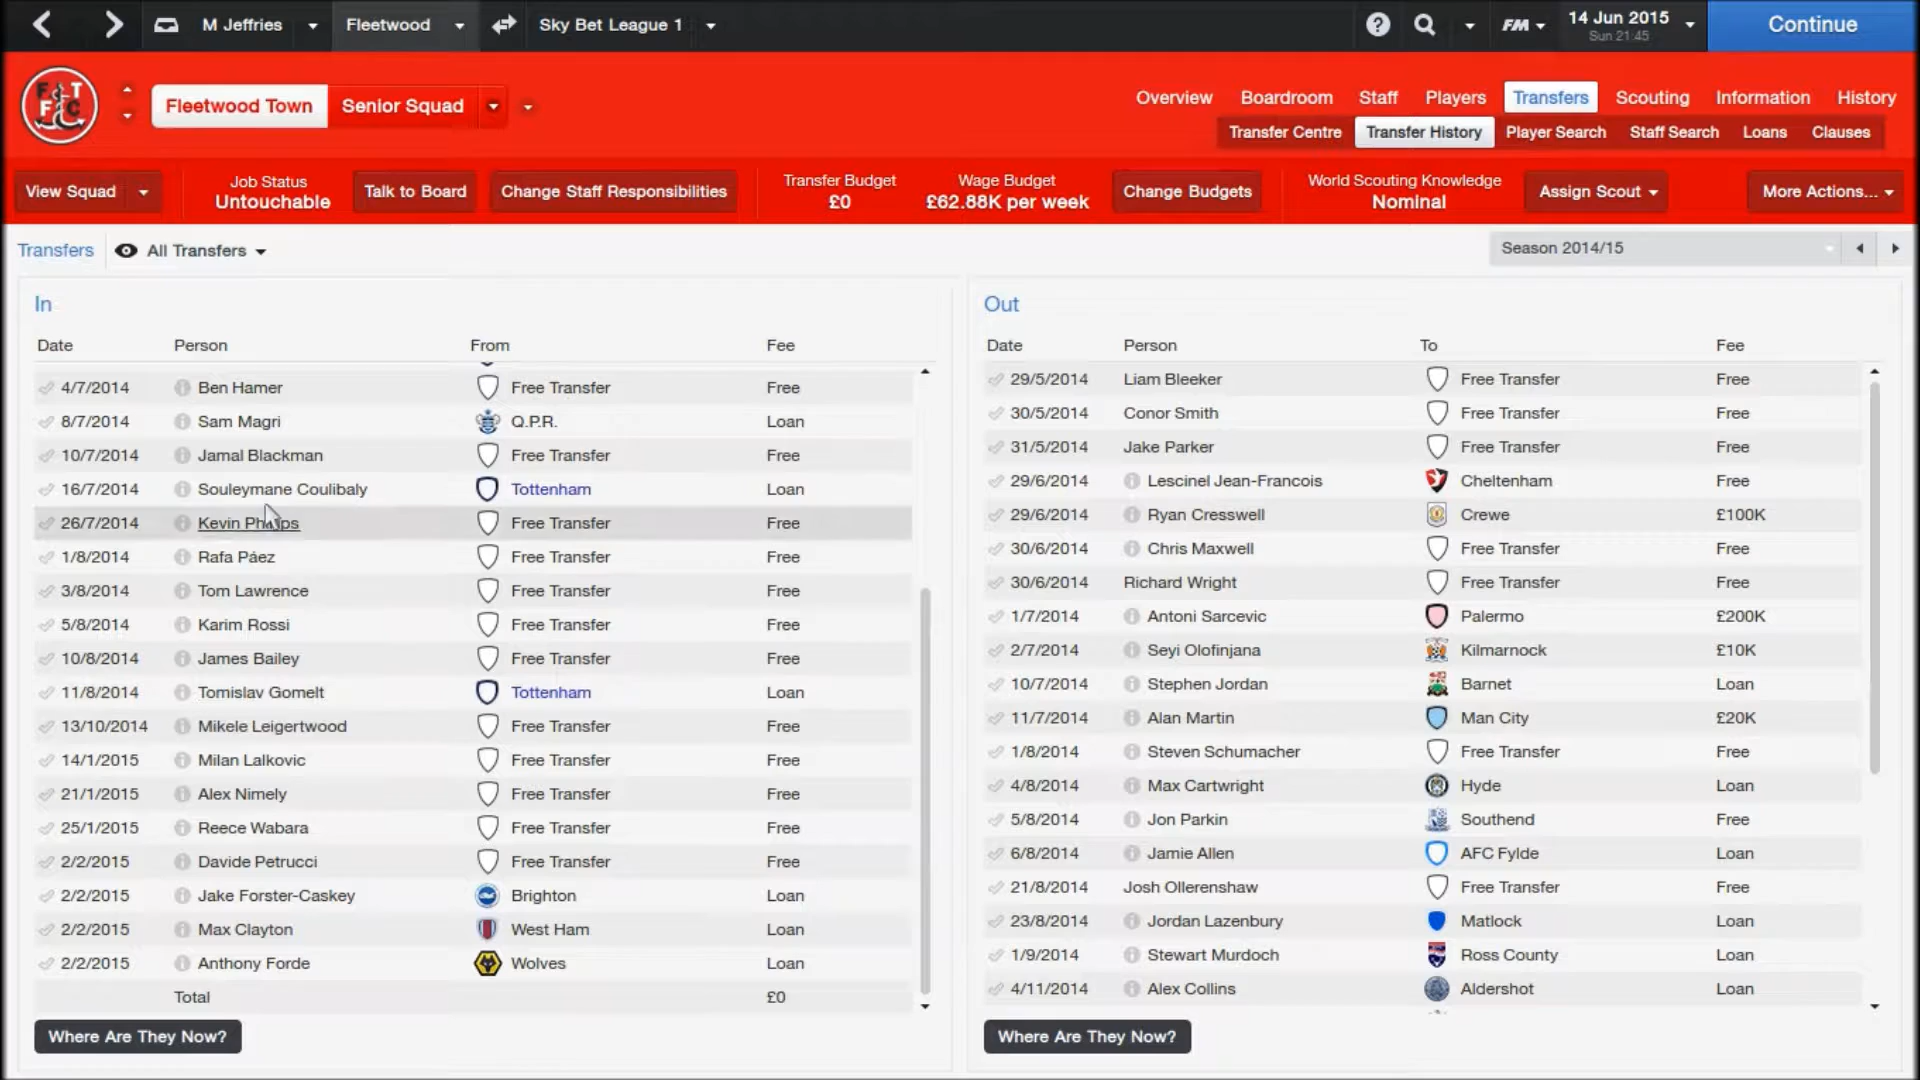 M Jeffries
Fleetwood
Sky Bet League 1
?
FM
14 Jun 2015
Sun 21:45
Continue
Fleetwood Town
Senior Squad
Overview Boardroom Staff Players Transfers Scouting Information History
Transfer Centre Transfer History Player Search Staff Search Loans Clauses
View Squad
Job Status
Untouchable
Talk to Board
Change Staff Responsibilities
Transfer Budget
£0
Wage Budget
£62.88K per week
Change Budgets
World Scouting Knowledge
Nominal
Assign Scout
More Actions...
Transfers
All Transfers
Season 2014/15
In
Date Person From Fee
4/7/2014 Ben Hamer Free Transfer Free
8/7/2014 Sam Magri Q.P.R. Loan
10/7/2014 Jamal Blackman Free Transfer Free
16/7/2014 Souleymane Coulibaly Tottenham Loan
26/7/2014 Kevin Phillips Free Transfer Free
1/8/2014 Rafa Páez Free Transfer Free
3/8/2014 Tom Lawrence Free Transfer Free
5/8/2014 Karim Rossi Free Transfer Free
10/8/2014 James Bailey Free Transfer Free
11/8/2014 Tomislav Gomelt Tottenham Loan
13/10/2014 Mikele Leigertwood Free Transfer Free
14/1/2015 Milan Lalkovic Free Transfer Free
21/1/2015 Alex Nimely Free Transfer Free
25/1/2015 Reece Wabara Free Transfer Free
2/2/2015 Davide Petrucci Free Transfer Free
2/2/2015 Jake Forster-Caskey Brighton Loan
2/2/2015 Max Clayton West Ham Loan
2/2/2015 Anthony Forde Wolves Loan
Total £0
Where Are They Now?
Out
Date Person To Fee
29/5/2014 Liam Bleeker Free Transfer Free
30/5/2014 Conor Smith Free Transfer Free
31/5/2014 Jake Parker Free Transfer Free
29/6/2014 Lescinel Jean-Francois Cheltenham Free
29/6/2014 Ryan Cresswell Crewe £100K
30/6/2014 Chris Maxwell Free Transfer Free
30/6/2014 Richard Wright Free Transfer Free
1/7/2014 Antoni Sarcevic Palermo £200K
2/7/2014 Seyi Olofinjana Kilmarnock £10K
10/7/2014 Stephen Jordan Barnet Loan
11/7/2014 Alan Martin Man City £20K
1/8/2014 Steven Schumacher Free Transfer Free
4/8/2014 Max Cartwright Hyde Loan
5/8/2014 Jon Parkin Southend Free
6/8/2014 Jamie Allen AFC Fylde Loan
21/8/2014 Josh Ollerenshaw Free Transfer Free
23/8/2014 Jordan Lazenbury Matlock Loan
1/9/2014 Stewart Murdoch Ross County Loan
4/11/2014 Alex Collins Aldershot Loan
Where Are They Now?